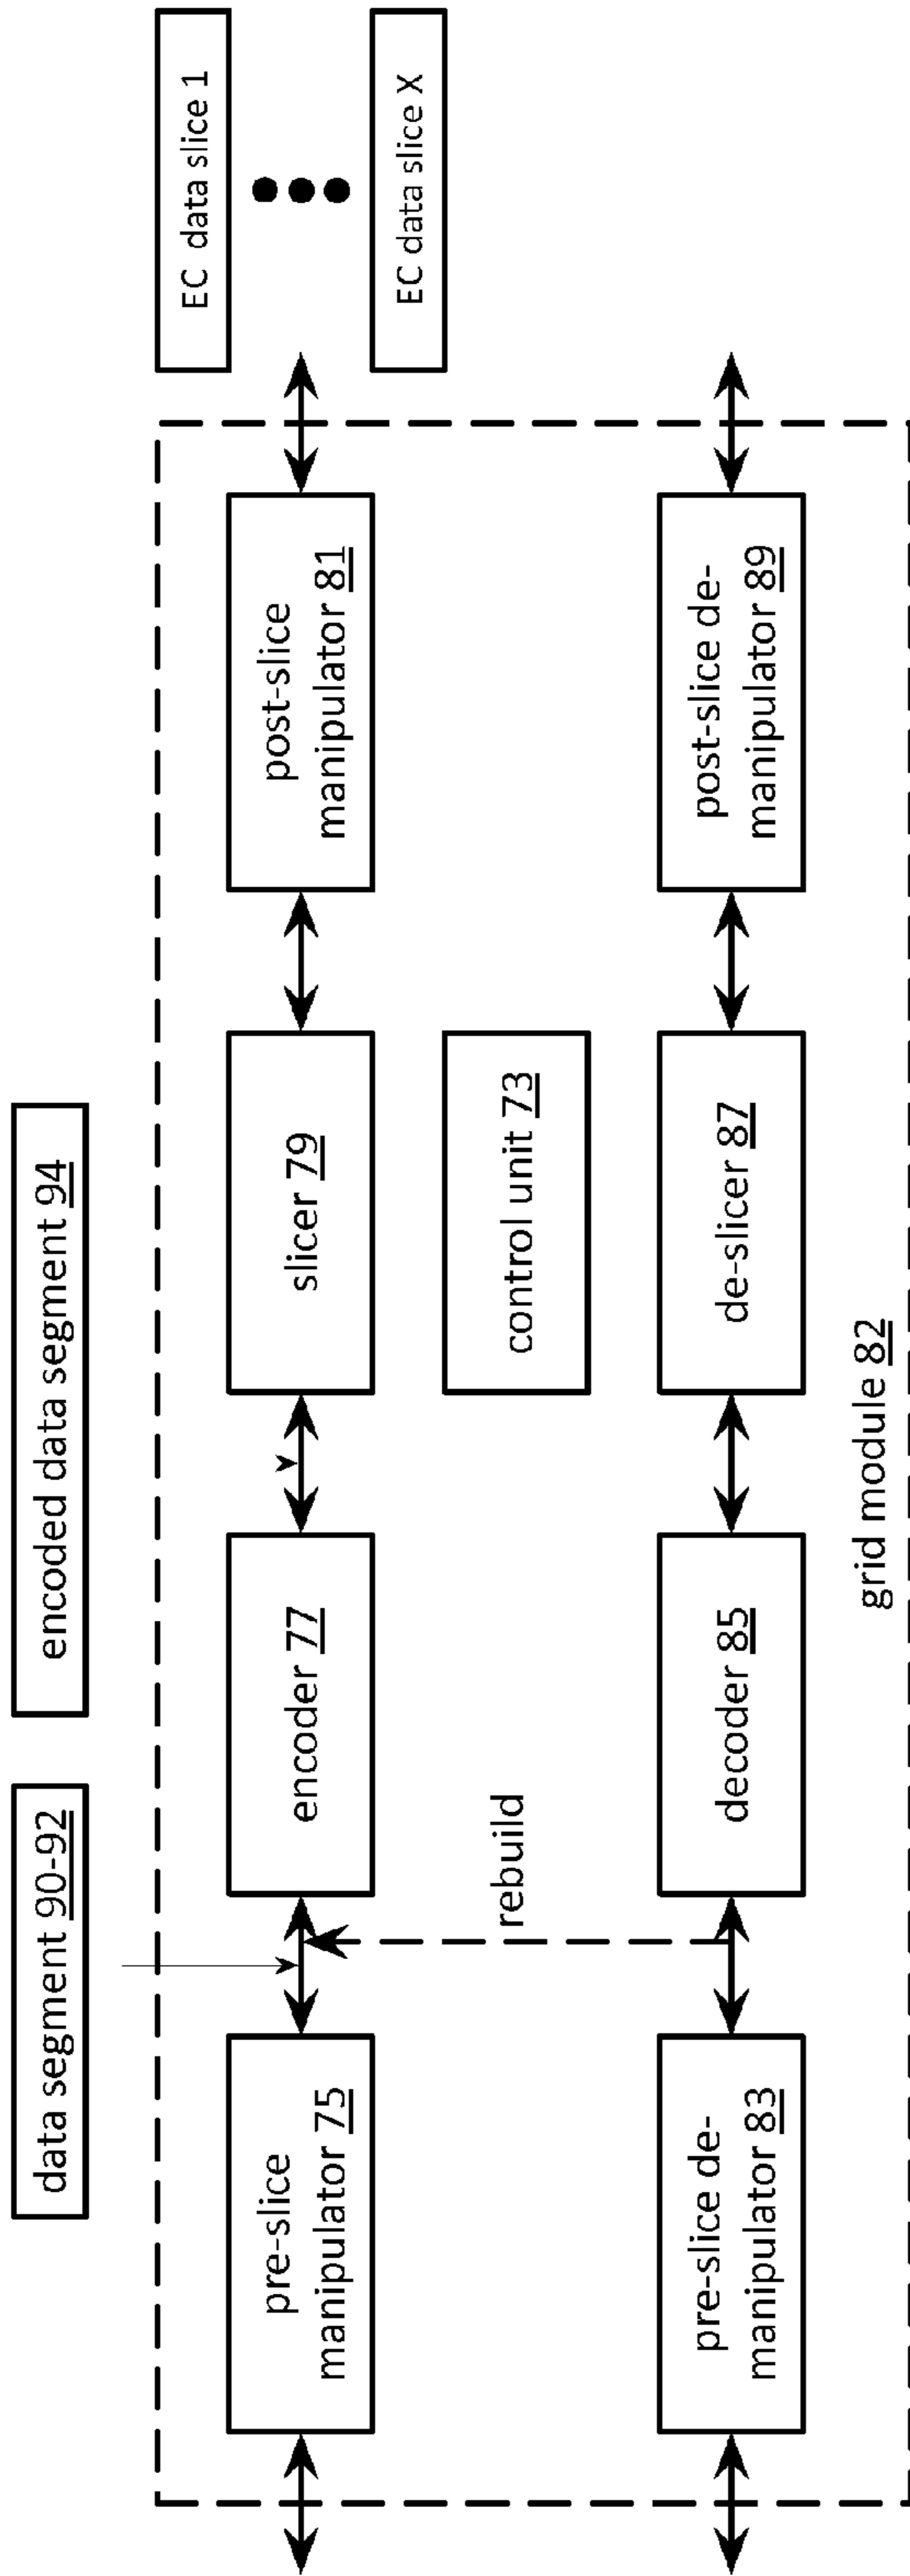 data segment 90-92
encoded data segment 94
EC data slice 1
EC data slice X
pre-slice
manipulator 75
encoder 77
slicer 79
post-slice
manipulator 81
rebuild
control unit 73
pre-slice de-
manipulator 83
decoder 85
de-slicer 87
post-slice de-
manipulator 89
grid module 82